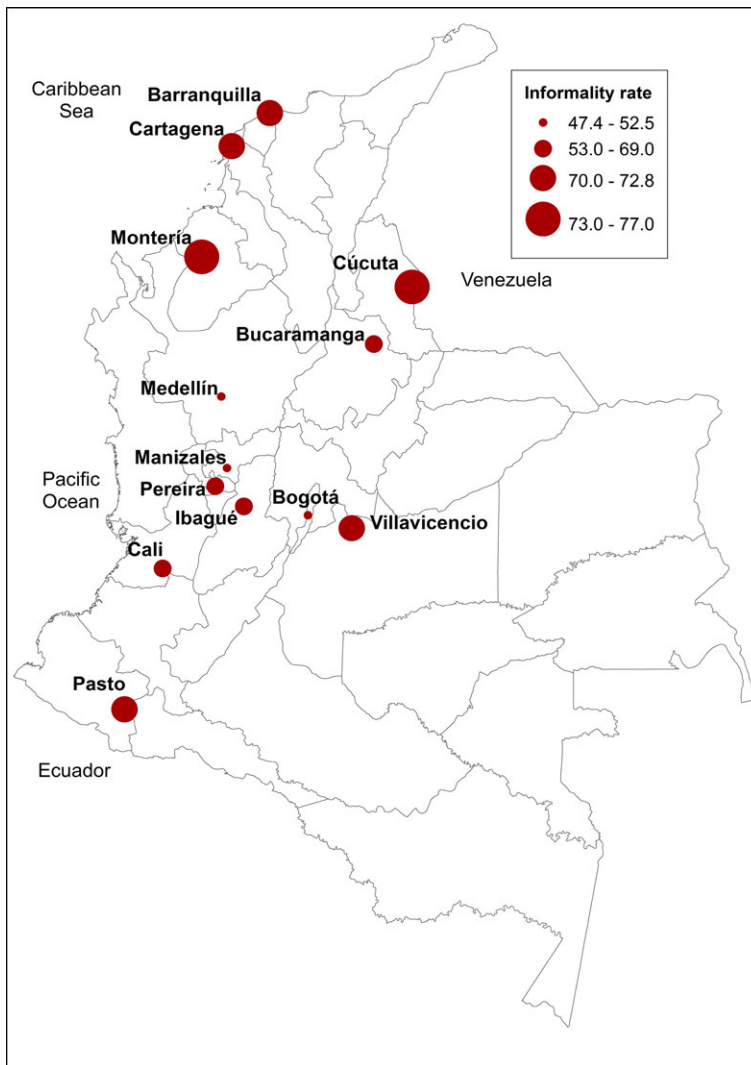 Caribbean
Sea
Barranquilla
Cartagena
Informality rate
47.4 - 52.5
53.0 - 69.0
70.0 - 72.8
73.0 - 77.0
Montería
Cúcuta
Venezuela
Bucaramanga
Medellín
Manizales
Pacific
Ocean
Pereira
Ibagué
Bogotá
Villavicencio
Cali
Pasto
Ecuador